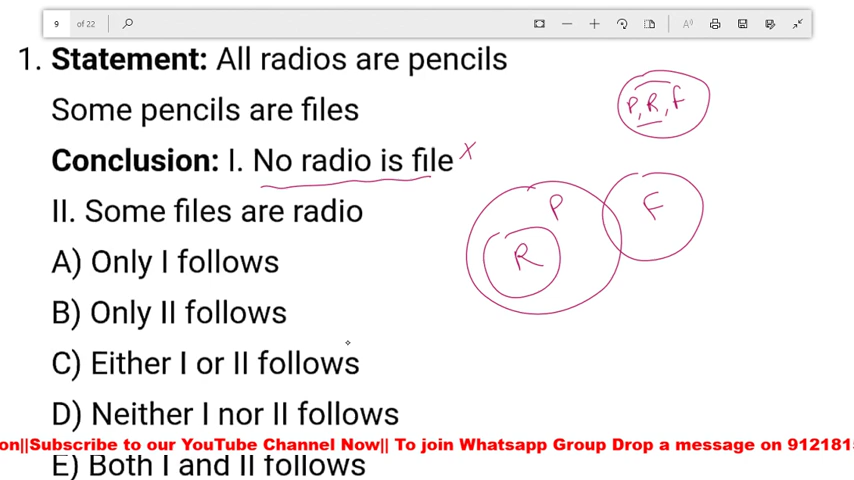 9 of 22
1. Statement: All radios are pencils
Some pencils are files
P, R, F
Conclusion: I. No radio is file x
II. Some files are radio
P
F
R
A) Only I follows
B) Only II follows
C) Either I or II follows
D) Neither I nor II follows
on||Subscribe to our YouTube Channel Now|| To join Whatsapp Group Drop a message on 912181
E) Both I and II follows